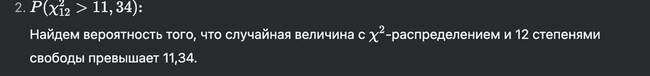 2. P(χ²₁₂ > 11, 34):
Найдем вероятность того, что случайная величина с χ²-распределением и 12 степенями
свободы превышает 11,34.